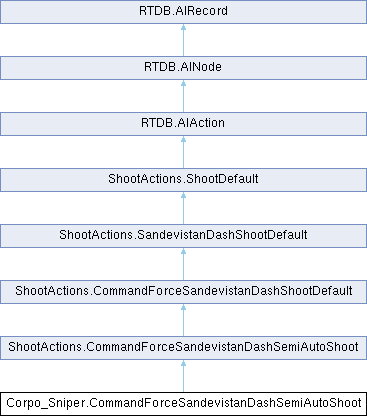 RTDB.AIRecord
RTDB.AINode
RTDB.AIAction
ShootActions.ShootDefault
ShootActions.SandevistanDashShootDefault
ShootActions.CommandForceSandevistanDashShootDefault
ShootActions.CommandForceSandevistanDashSemiAutoShoot
Corpo_Sniper.CommandForceSandevistanDashSemiAutoShoot